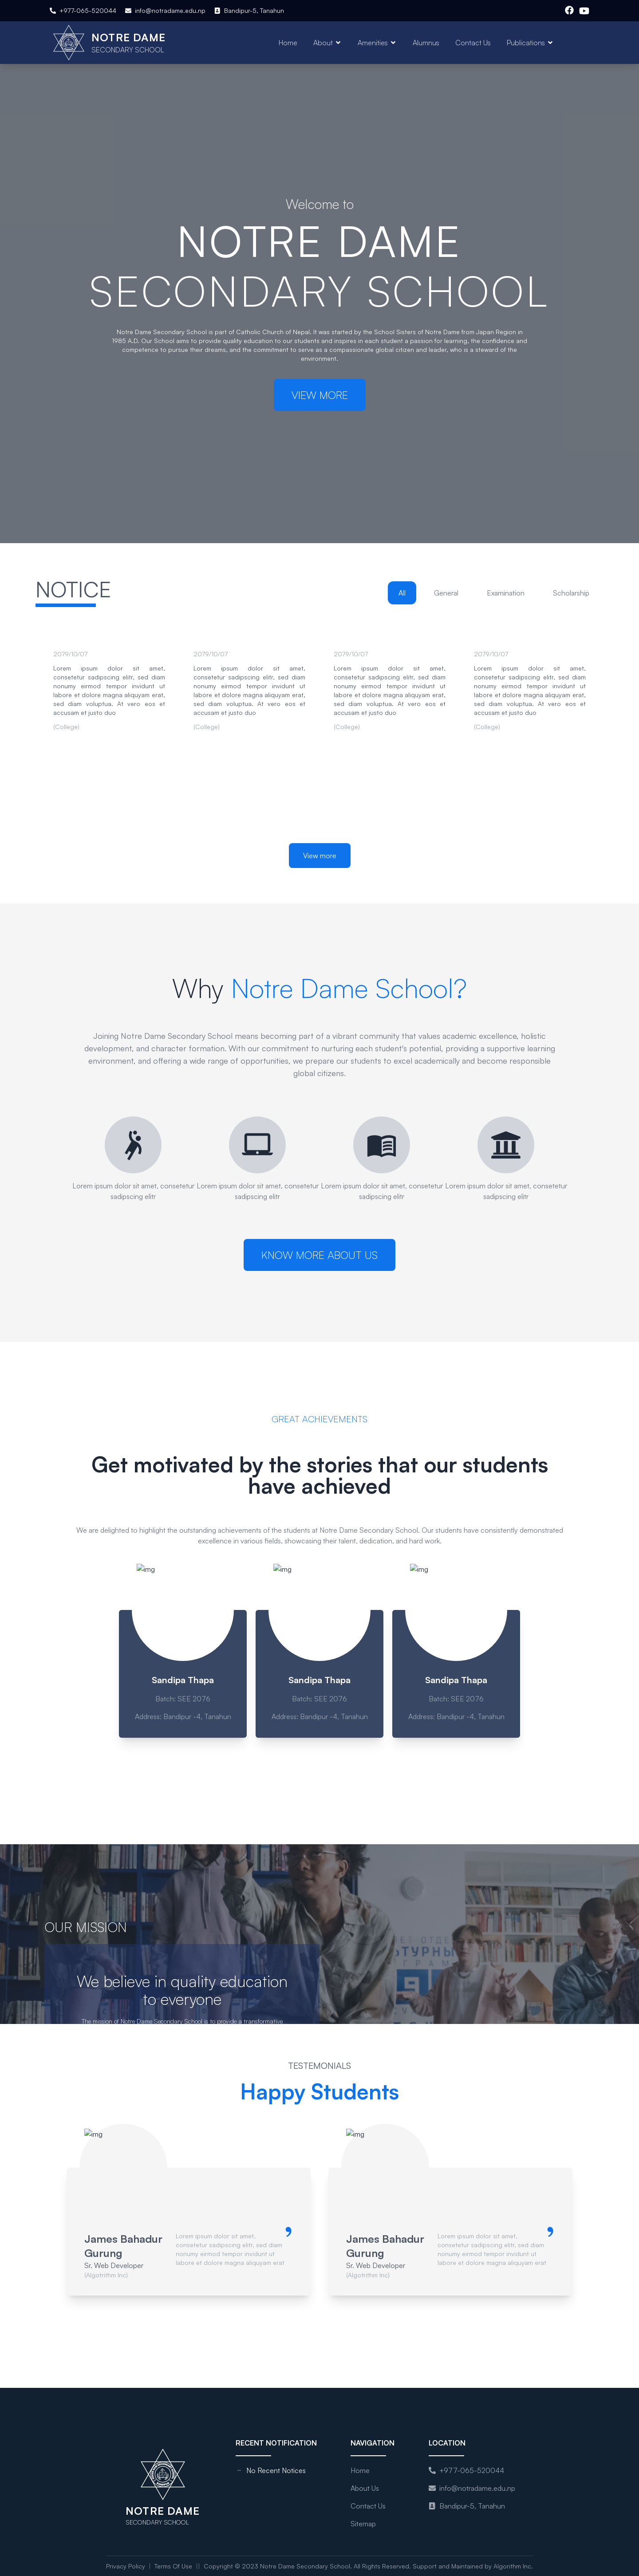 +977-065-520044 info@notradame.edu.np Bandipur-5, Tanahun
NOTRE DAME
SECONDARY SCHOOL
Home About Amenities Alumnus Contact Us Publications
Welcome to
NOTRE DAME
SECONDARY SCHOOL
Notre Dame Secondary School is part of Catholic Church of Nepal. It was started by the School Sisters of Notre Dame from Japan Region in
1985 A.D. Our School aims to provide quality education to our students and inspires in each student a passion for learning, the confidence and
competence to pursue their dreams, and the commitment to serve as a compassionate global citizen and leader, who is a steward of the
environment.
VIEW MORE
NOTICE
All General Examination Scholarship
2079/10/07
Lorem ipsum dolor sit amet,
consetetur sadipscing elitr, sed diam
nonumy eirmod tempor invidunt ut
labore et dolore magna aliquyam erat,
sed diam voluptua. At vero eos et
accusam et justo duo
(College)
2079/10/07
Lorem ipsum dolor sit amet,
consetetur sadipscing elitr, sed diam
nonumy eirmod tempor invidunt ut
labore et dolore magna aliquyam erat,
sed diam voluptua. At vero eos et
accusam et justo duo
(College)
2079/10/07
Lorem ipsum dolor sit amet,
consetetur sadipscing elitr, sed diam
nonumy eirmod tempor invidunt ut
labore et dolore magna aliquyam erat,
sed diam voluptua. At vero eos et
accusam et justo duo
(College)
2079/10/07
Lorem ipsum dolor sit amet,
consetetur sadipscing elitr, sed diam
nonumy eirmod tempor invidunt ut
labore et dolore magna aliquyam erat,
sed diam voluptua. At vero eos et
accusam et justo duo
(College)
View more
Why Notre Dame School?
Joining Notre Dame Secondary School means becoming part of a vibrant community that values academic excellence, holistic
development, and character formation. With our commitment to nurturing each student's potential, providing a supportive learning
environment, and offering a wide range of opportunities, we prepare our students to excel academically and become responsible
global citizens.
Lorem ipsum dolor sit amet, consetetur
sadipscing elitr
Lorem ipsum dolor sit amet, consetetur
sadipscing elitr
Lorem ipsum dolor sit amet, consetetur
sadipscing elitr
Lorem ipsum dolor sit amet, consetetur
sadipscing elitr
KNOW MORE ABOUT US
GREAT ACHIEVEMENTS
Get motivated by the stories that our students
have achieved
We are delighted to highlight the outstanding achievements of the students at Notre Dame Secondary School. Our students have consistently demonstrated
excellence in various fields, showcasing their talent, dedication, and hard work.
img
Sandipa Thapa
Batch: SEE 2076
Address: Bandipur -4, Tanahun
img
Sandipa Thapa
Batch: SEE 2076
Address: Bandipur -4, Tanahun
img
Sandipa Thapa
Batch: SEE 2076
Address: Bandipur -4, Tanahun
OUR MISSION
We believe in quality education
to everyone
The mission of Notre Dame Secondary School is to provide a transformative
TESTEMONIALS
Happy Students
img
James Bahadur
Gurung
Sr. Web Developer
(Algotrithm Inc)
Lorem ipsum dolor sit amet,
consetetur sadipscing elitr, sed diam
nonumy eirmod tempor invidunt ut
labore et dolore magna aliquyam erat
img
James Bahadur
Gurung
Sr. Web Developer
(Algotrithm Inc)
Lorem ipsum dolor sit amet,
consetetur sadipscing elitr, sed diam
nonumy eirmod tempor invidunt ut
labore et dolore magna aliquyam erat
NOTRE DAME
SECONDARY SCHOOL
RECENT NOTIFICATION
No Recent Notices
NAVIGATION
Home
About Us
Contact Us
Sitemap
LOCATION
+977-065-520044
info@notradame.edu.np
Bandipur-5, Tanahun
Privacy Policy | Terms Of Use || Copyright © 2023 Notre Dame Secondary School. All Rights Reserved. Support and Maintained by Algorithm Inc.